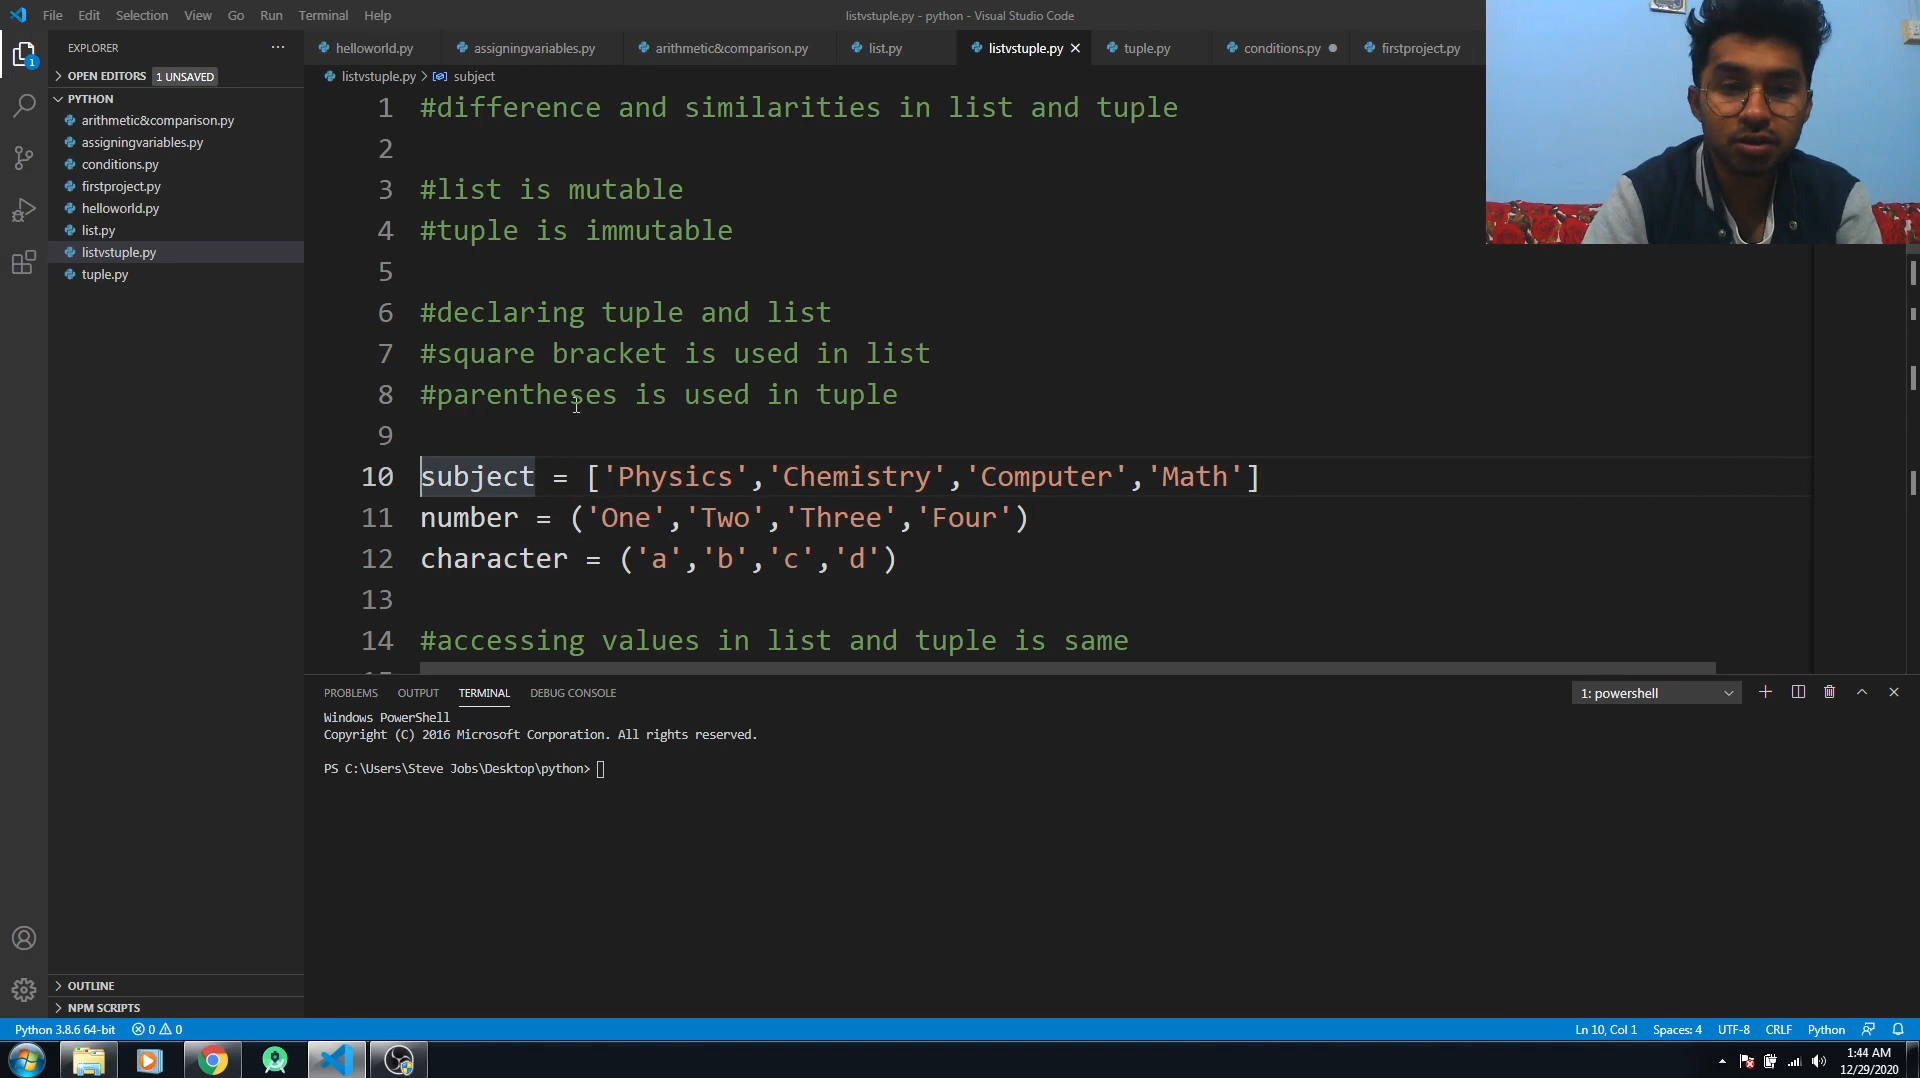 File Edit Selection View Go Run Terminal Help
listvstuple.py - python - Visual Studio Code
EXPLORER
OPEN EDITORS 1 UNSAVED
PYTHON
arithmetic&comparison.py
assigningvariables.py
conditions.py
firstproject.py
helloworld.py
list.py
listvstuple.py
tuple.py
OUTLINE
NPM SCRIPTS
helloworld.py assigningvariables.py arithmetic&comparison.py list.py listvstuple.py tuple.py conditions.py firstproject.py
listvstuple.py > subject
1 #difference and similarities in list and tuple
2
3 #list is mutable
4 #tuple is immutable
5
6 #declaring tuple and list
7 #square bracket is used in list
8 #parentheses is used in tuple
9
10 subject = ['Physics','Chemistry','Computer','Math']
11 number = ('One','Two','Three','Four')
12 character = ('a','b','c','d')
13
14 #accessing values in list and tuple is same
PROBLEMS OUTPUT TERMINAL DEBUG CONSOLE
1: powershell
Windows PowerShell
Copyright (C) 2016 Microsoft Corporation. All rights reserved.
PS C:\Users\Steve Jobs\Desktop\python>
Python 3.8.6 64-bit 0 0
Ln 10, Col 1 Spaces: 4 UTF-8 CRLF Python
1:44 AM
12/29/2020
1